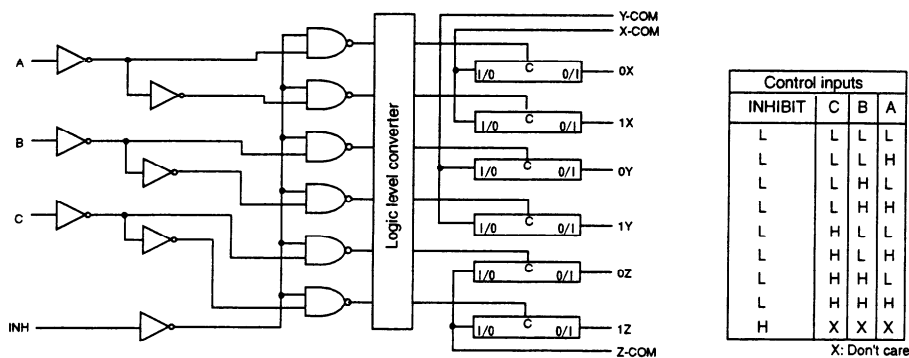 Y-COM
X-COM
A
C
I/0 0/I
0X
C
I/0 0/I
1X
B
C
I/0 0/I
0Y
C
I/0 0/I
1Y
C
C
I/0 0/I
0Z
C
I/0 0/I
1Z
INH
Z-COM
Logic level converter
Control inputs
INHIBIT C B A
L L L L
L L L H
L L H L
L L H H
L H L L
L H L H
L H H L
L H H H
H X X X
X: Don't care